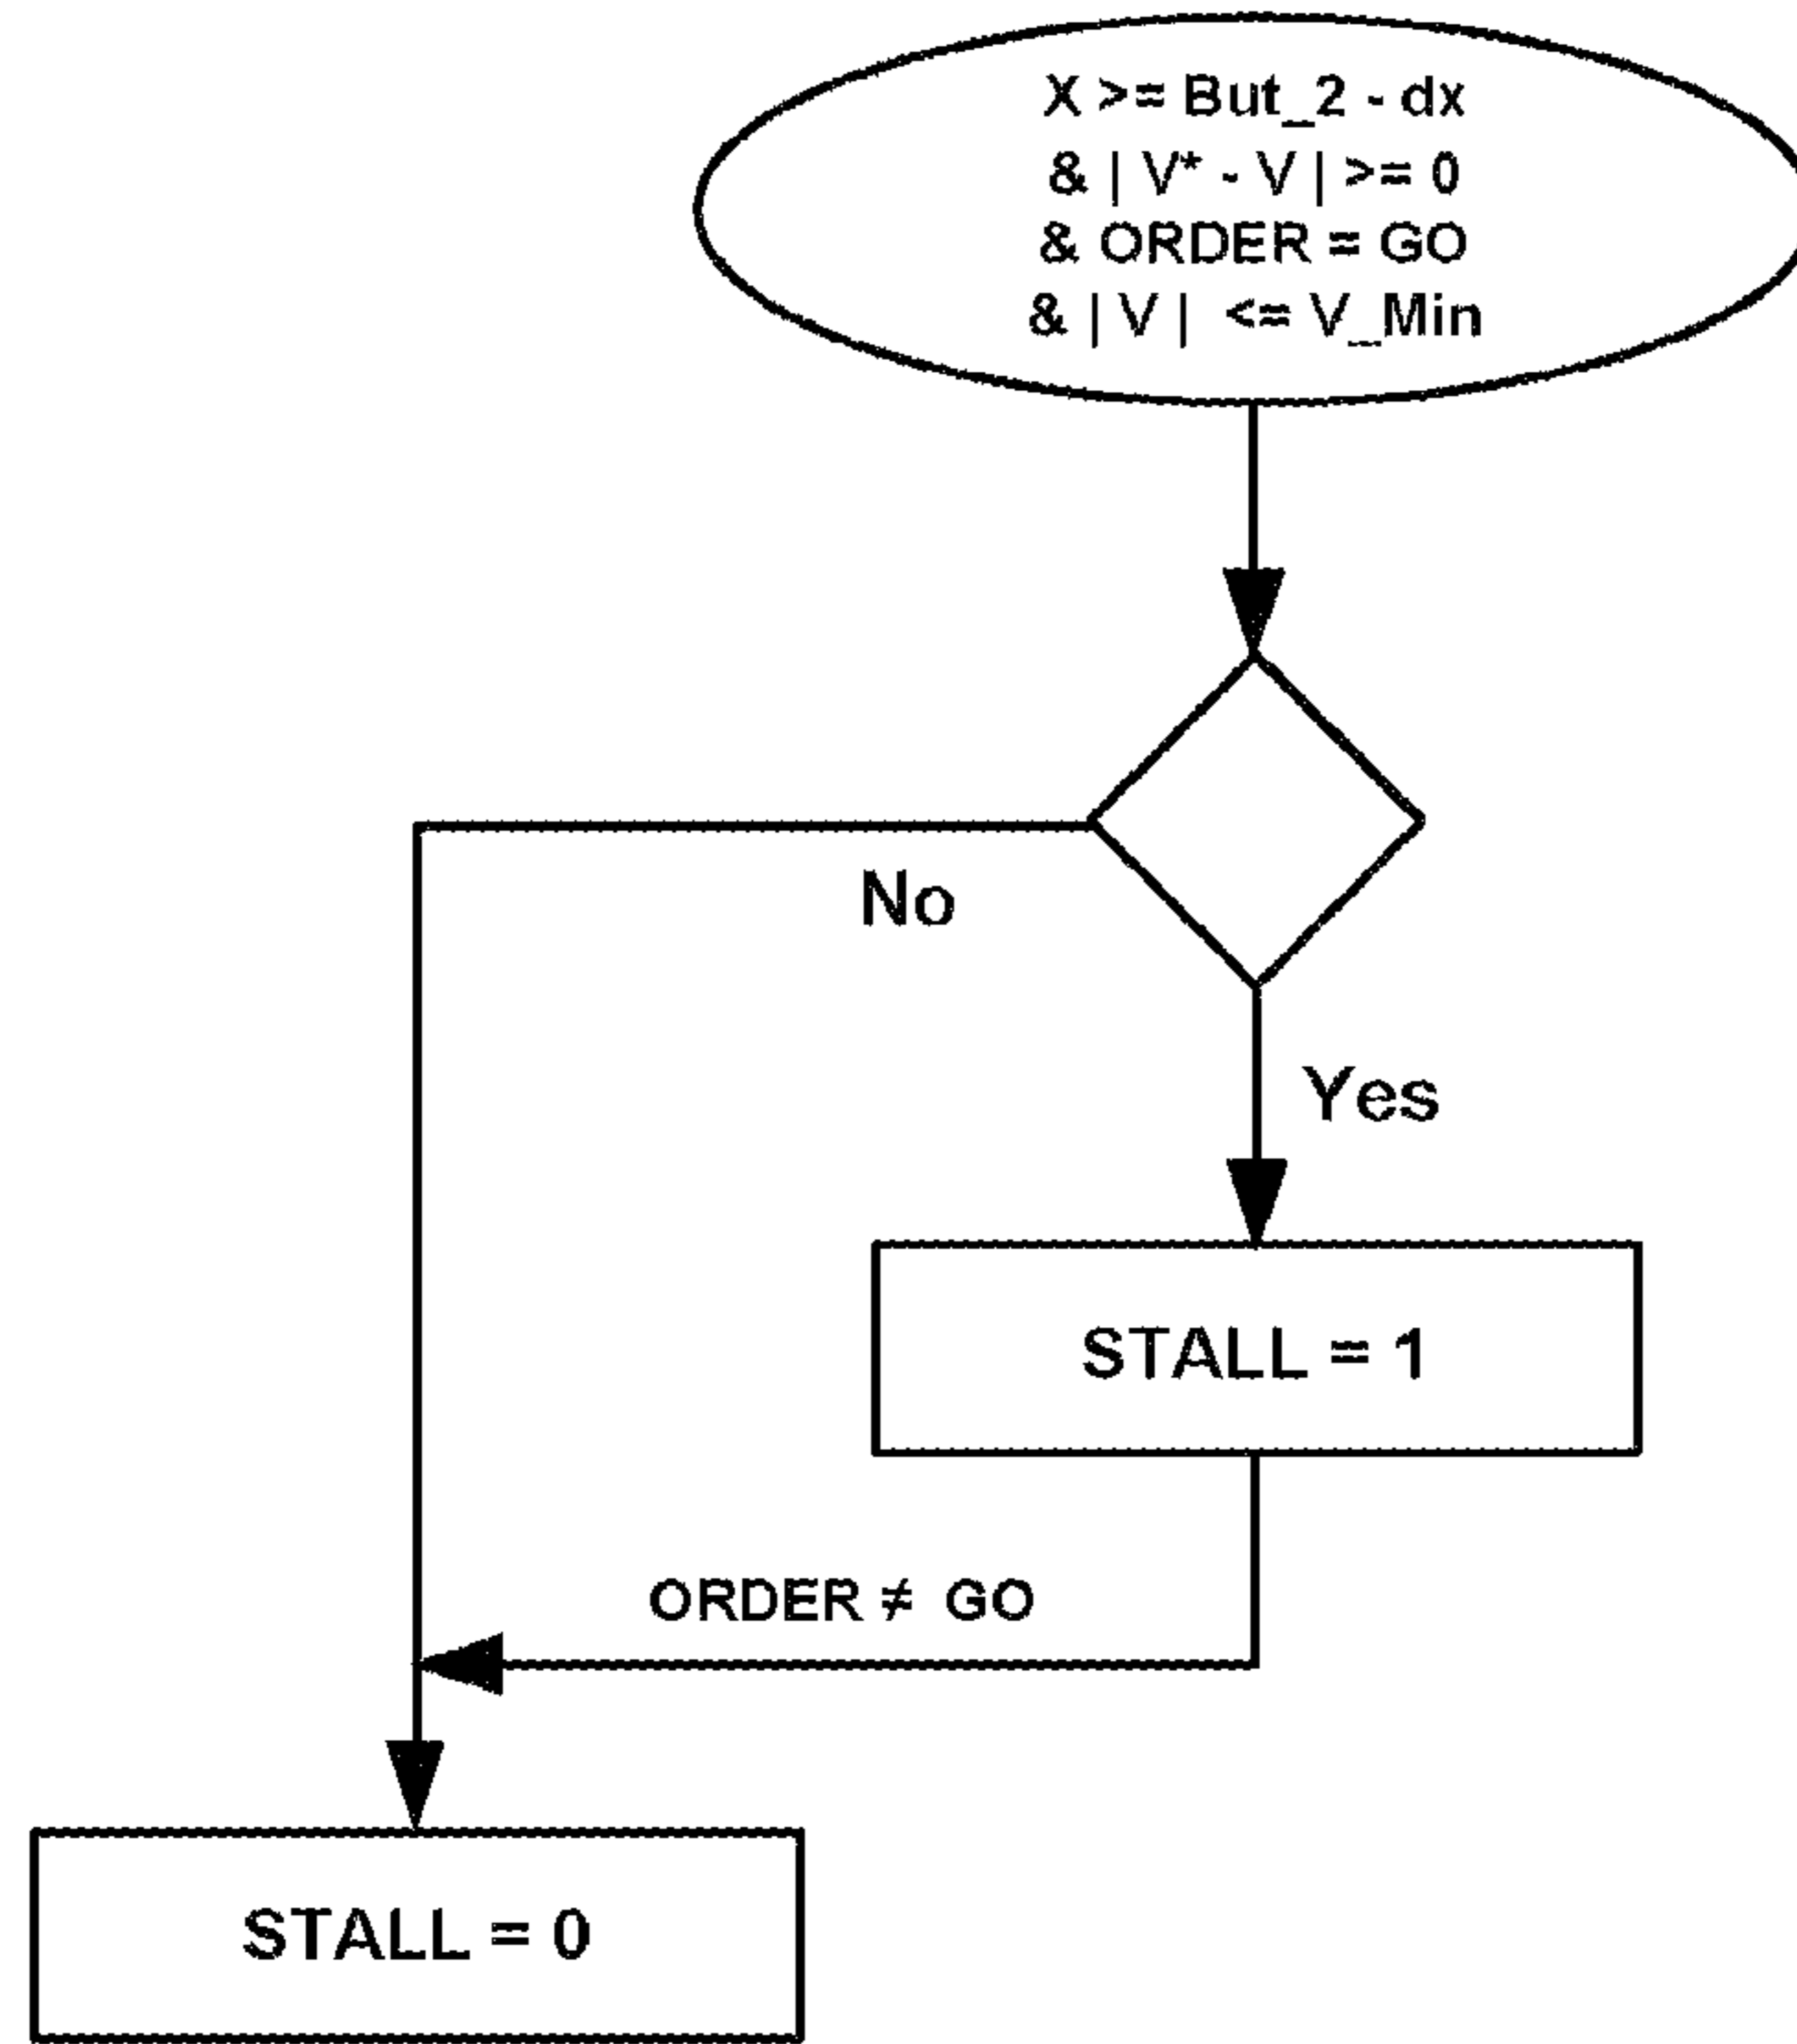 X >= But_2 - dx
& | V* - V | >= 0
& ORDER = GO
& | V | <= V_Min
No
Yes
STALL = 1
ORDER ≠ GO
STALL = 0